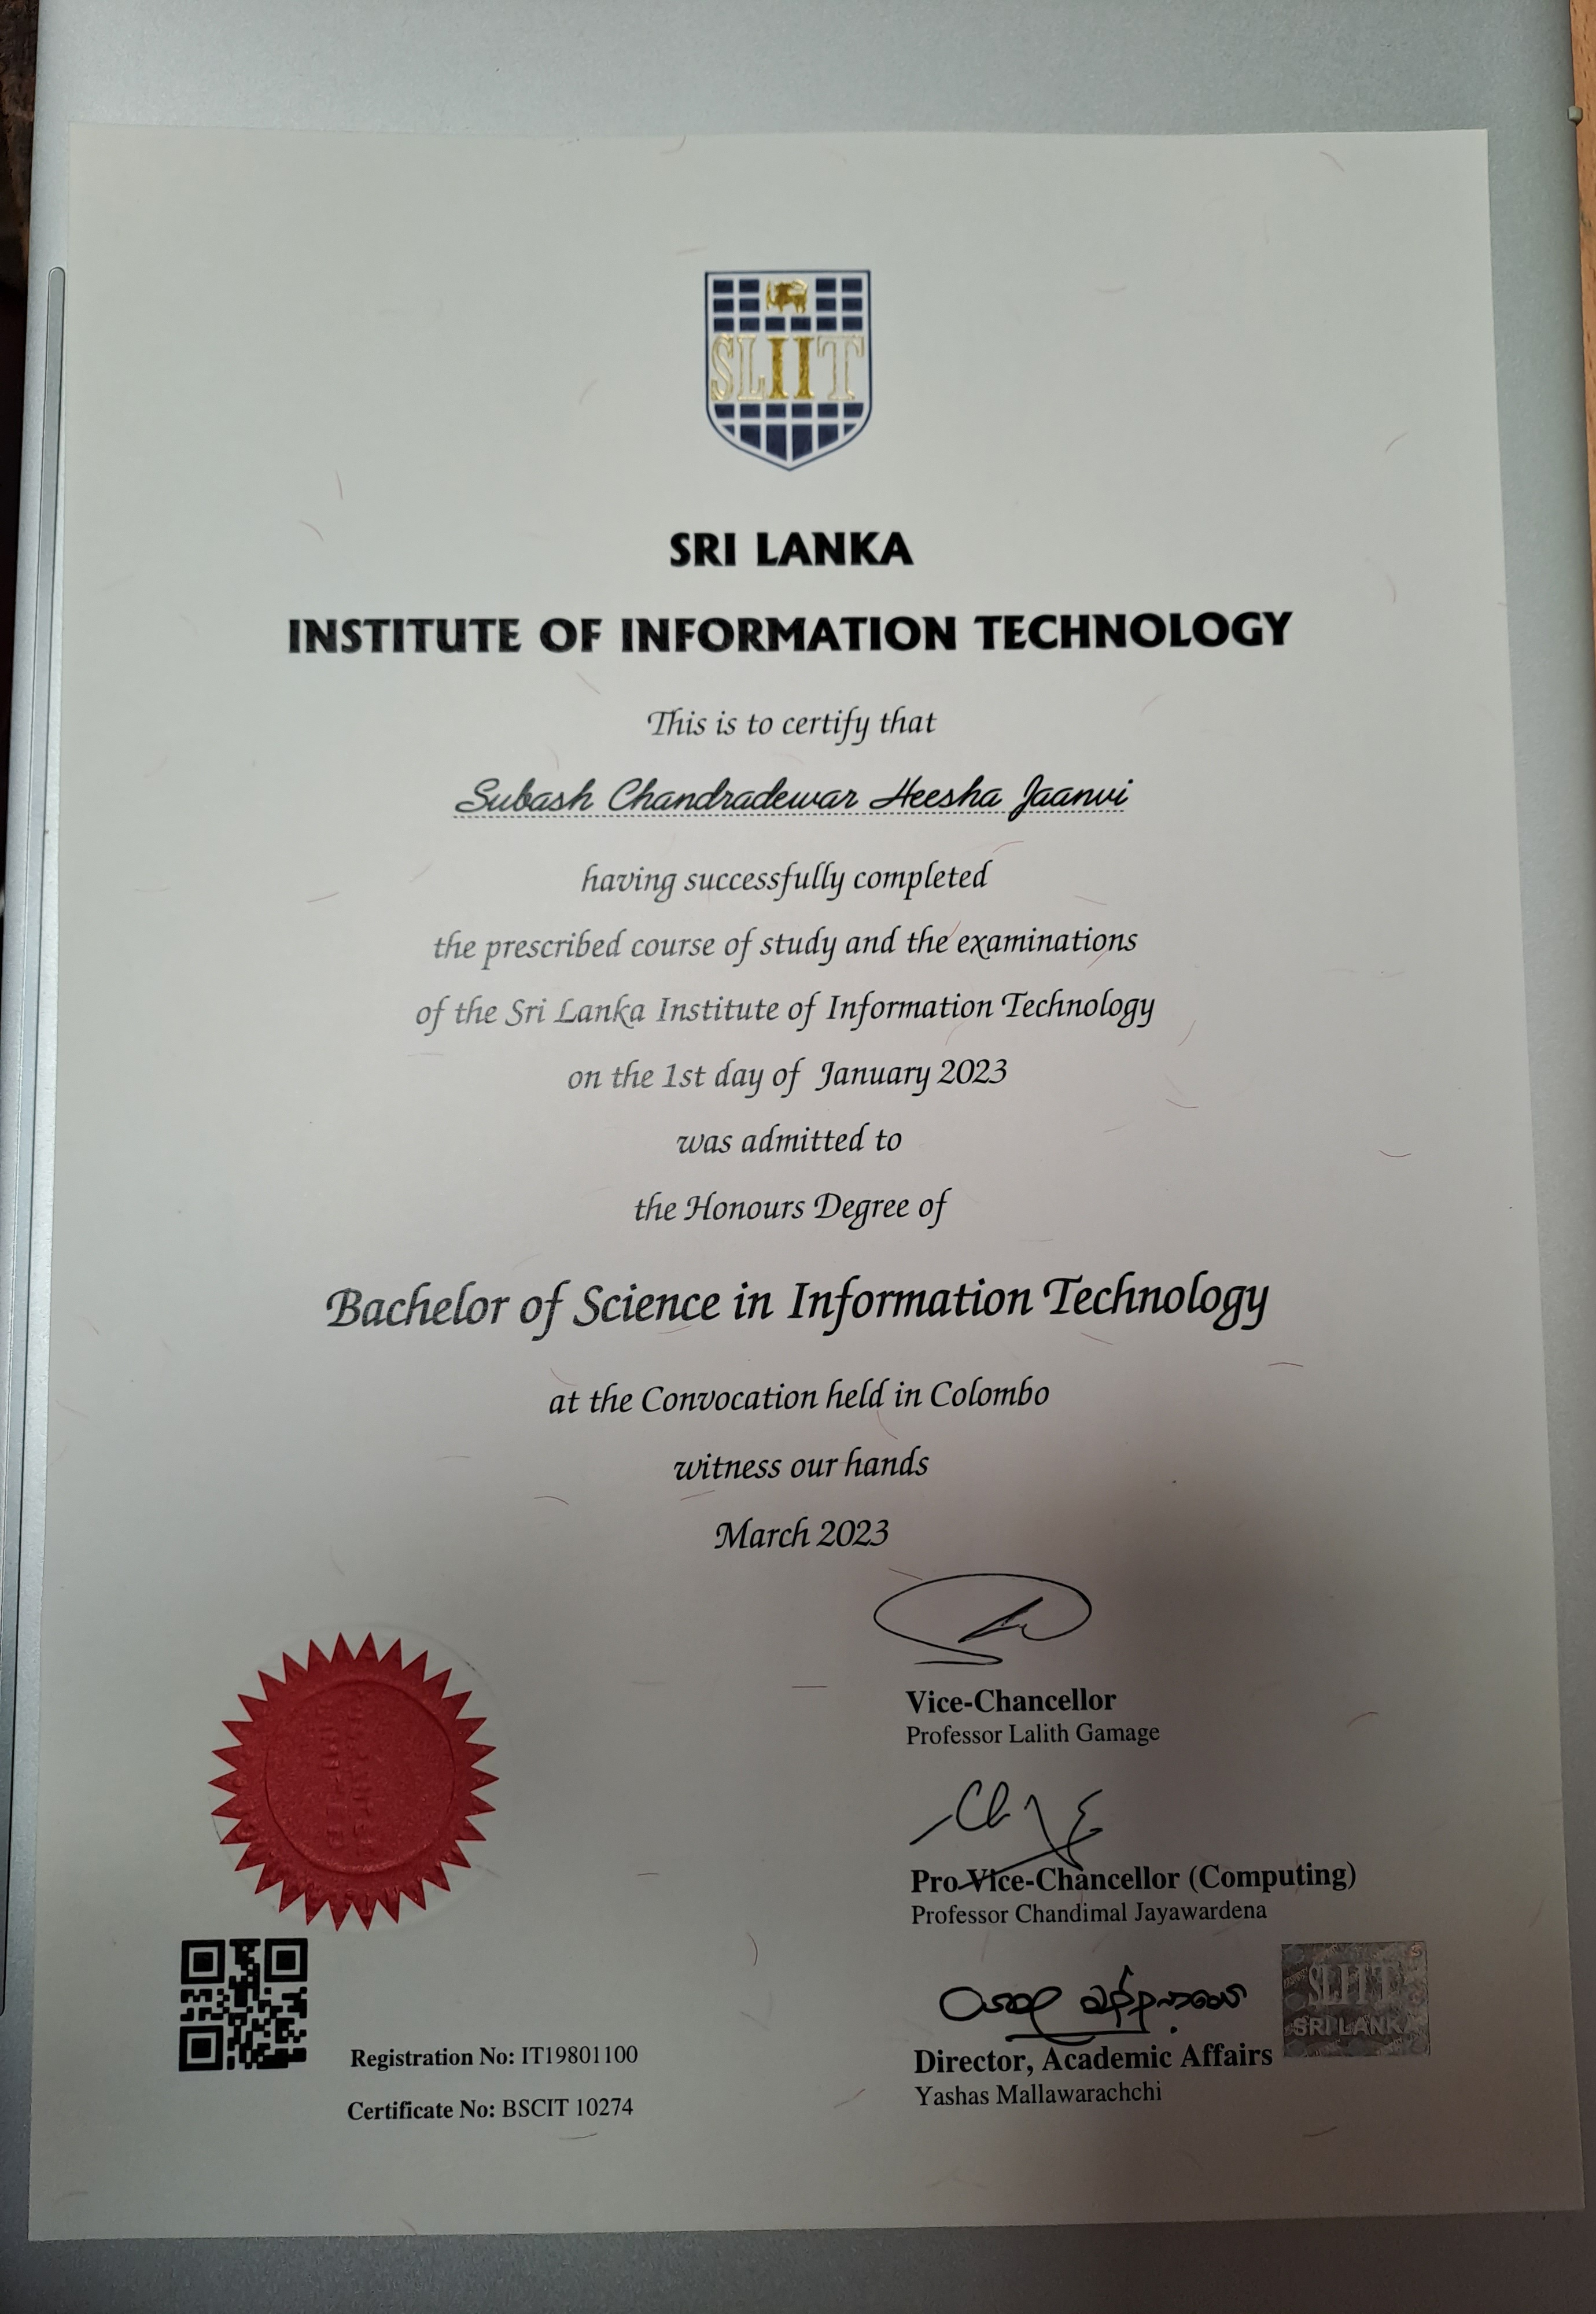 SLIIT
SRI LANKA
INSTITUTE OF INFORMATION TECHNOLOGY
This is to certify that
Subash Chandradewar Heesha Jaanvi
having successfully completed
the prescribed course of study and the examinations
of the Sri Lanka Institute of Information Technology
on the 1st day of January 2023
was admitted to
the Honours Degree of
Bachelor of Science in Information Technology
at the Convocation held in Colombo
witness our hands
March 2023
Vice-Chancellor
Professor Lalith Gamage
Pro-Vice-Chancellor (Computing)
Professor Chandimal Jayawardena
SLIIT
SRI LANKA
Director, Academic Affairs
Yashas Mallawarachchi
Registration No: IT19801100
Certificate No: BSCIT 10274